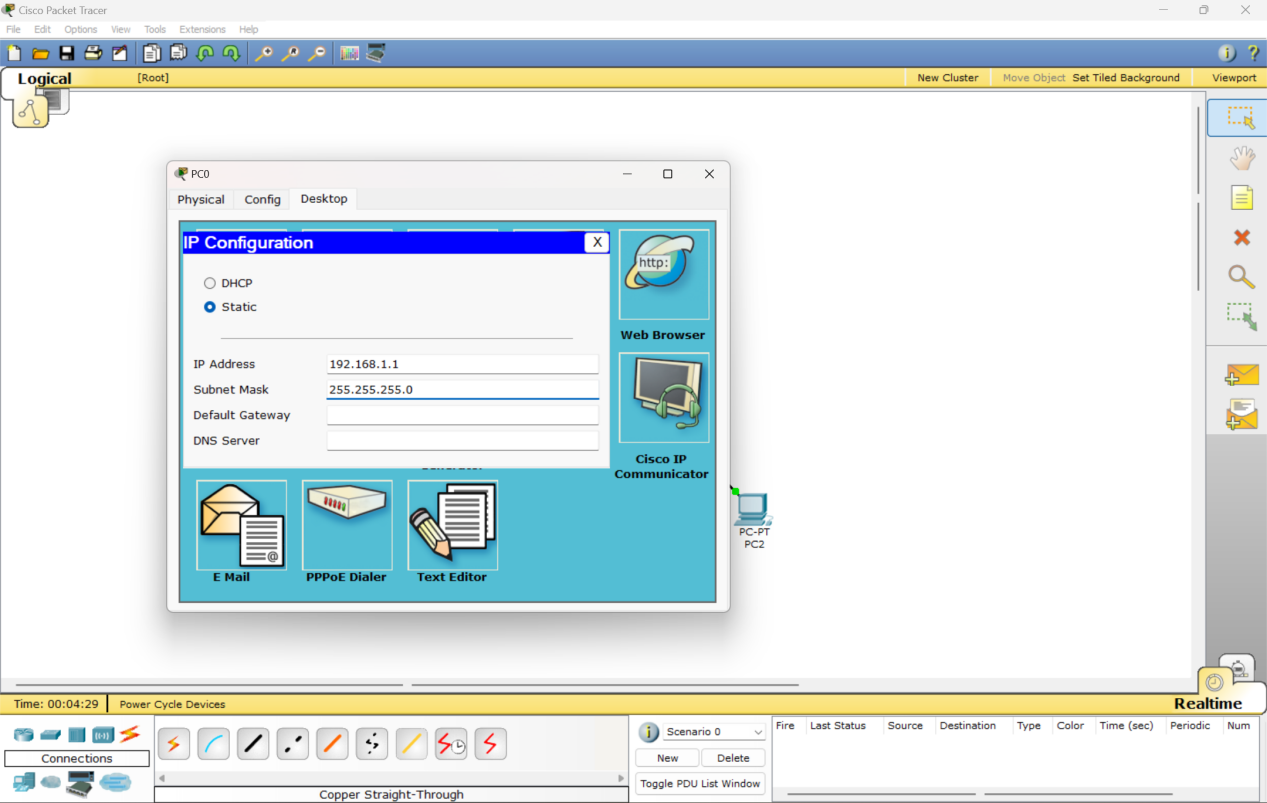 Cisco Packet Tracer
File Edit Options View Tools Extensions Help
Logical [Root] New Cluster Move Object Set Tiled Background Viewport
PC0
Physical Config Desktop
IP Configuration X
http:
DHCP
Static
Web Browser
IP Address 192.168.1.1
Subnet Mask 255.255.255.0
Default Gateway
DNS Server
Cisco IP
Communicator
PC-PT
PC2
@
E Mail PPPoE Dialer Text Editor
Time: 00:04:29 Power Cycle Devices
Realtime
Connections
Copper Straight-Through
Scenario 0
New Delete
Toggle PDU List Window
Fire Last Status Source Destination Type Color Time (sec) Periodic Num